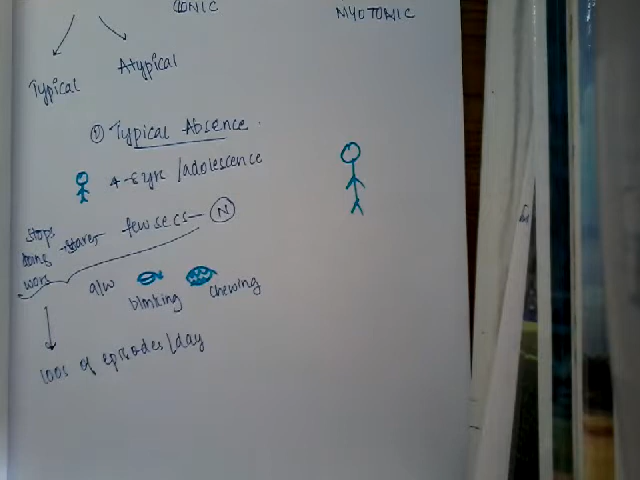 CONIC
MYOTONIC
Typical
Atypical
① Typical Absence.
4-8yrs /adolescence
stops doing work - stares - few secs - N
a/w blinking chewing
100s of episodes/day